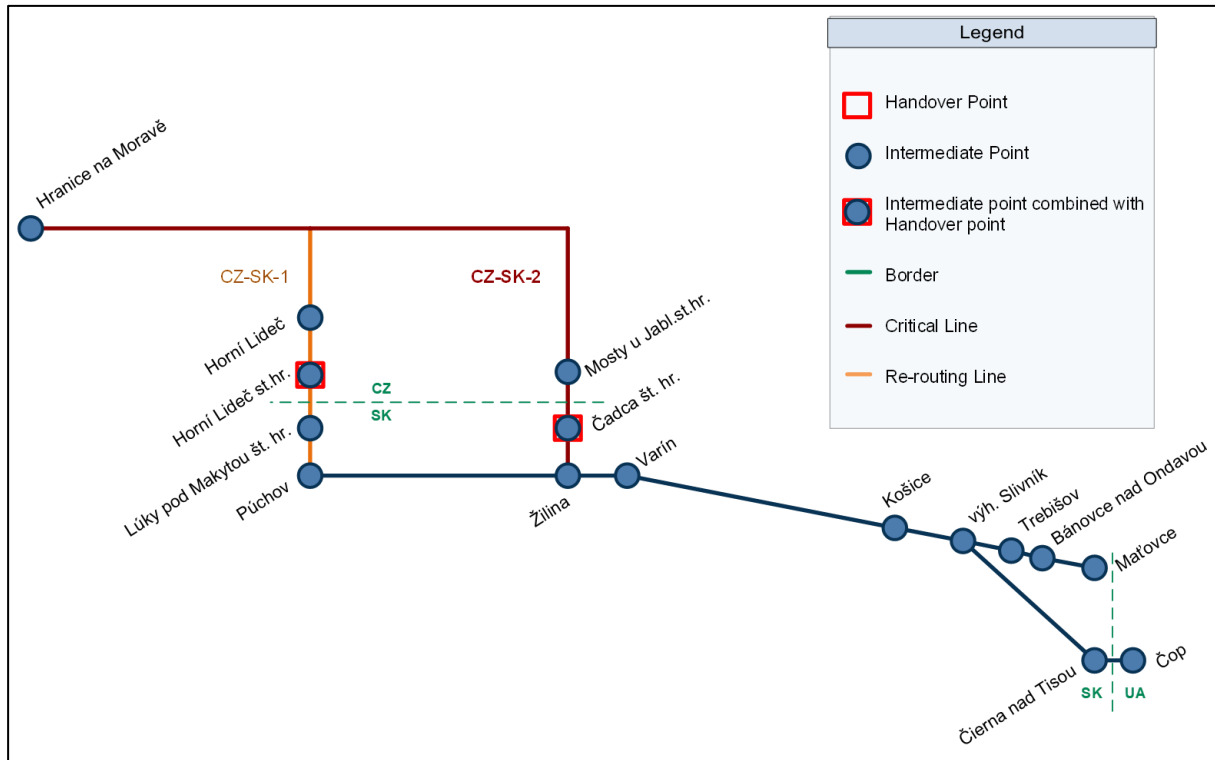 Legend
Handover Point
Intermediate Point
Intermediate point combined with
Handover point
Border
Critical Line
Re-routing Line
Hranice na Moravě
CZ-SK-1
CZ-SK-2
Horní Lideč
Horní Lideč st.hr.
Mosty u Jabl.st.hr.
CZ
SK
Čadca št. hr.
Lúky pod Makytou št. hr.
Púchov
Žilina
Varín
Košice
výh. Slivník
Trebišov
Bánovce nad Ondavou
Maťovce
Čierna nad Tisou
Čop
SK
UA